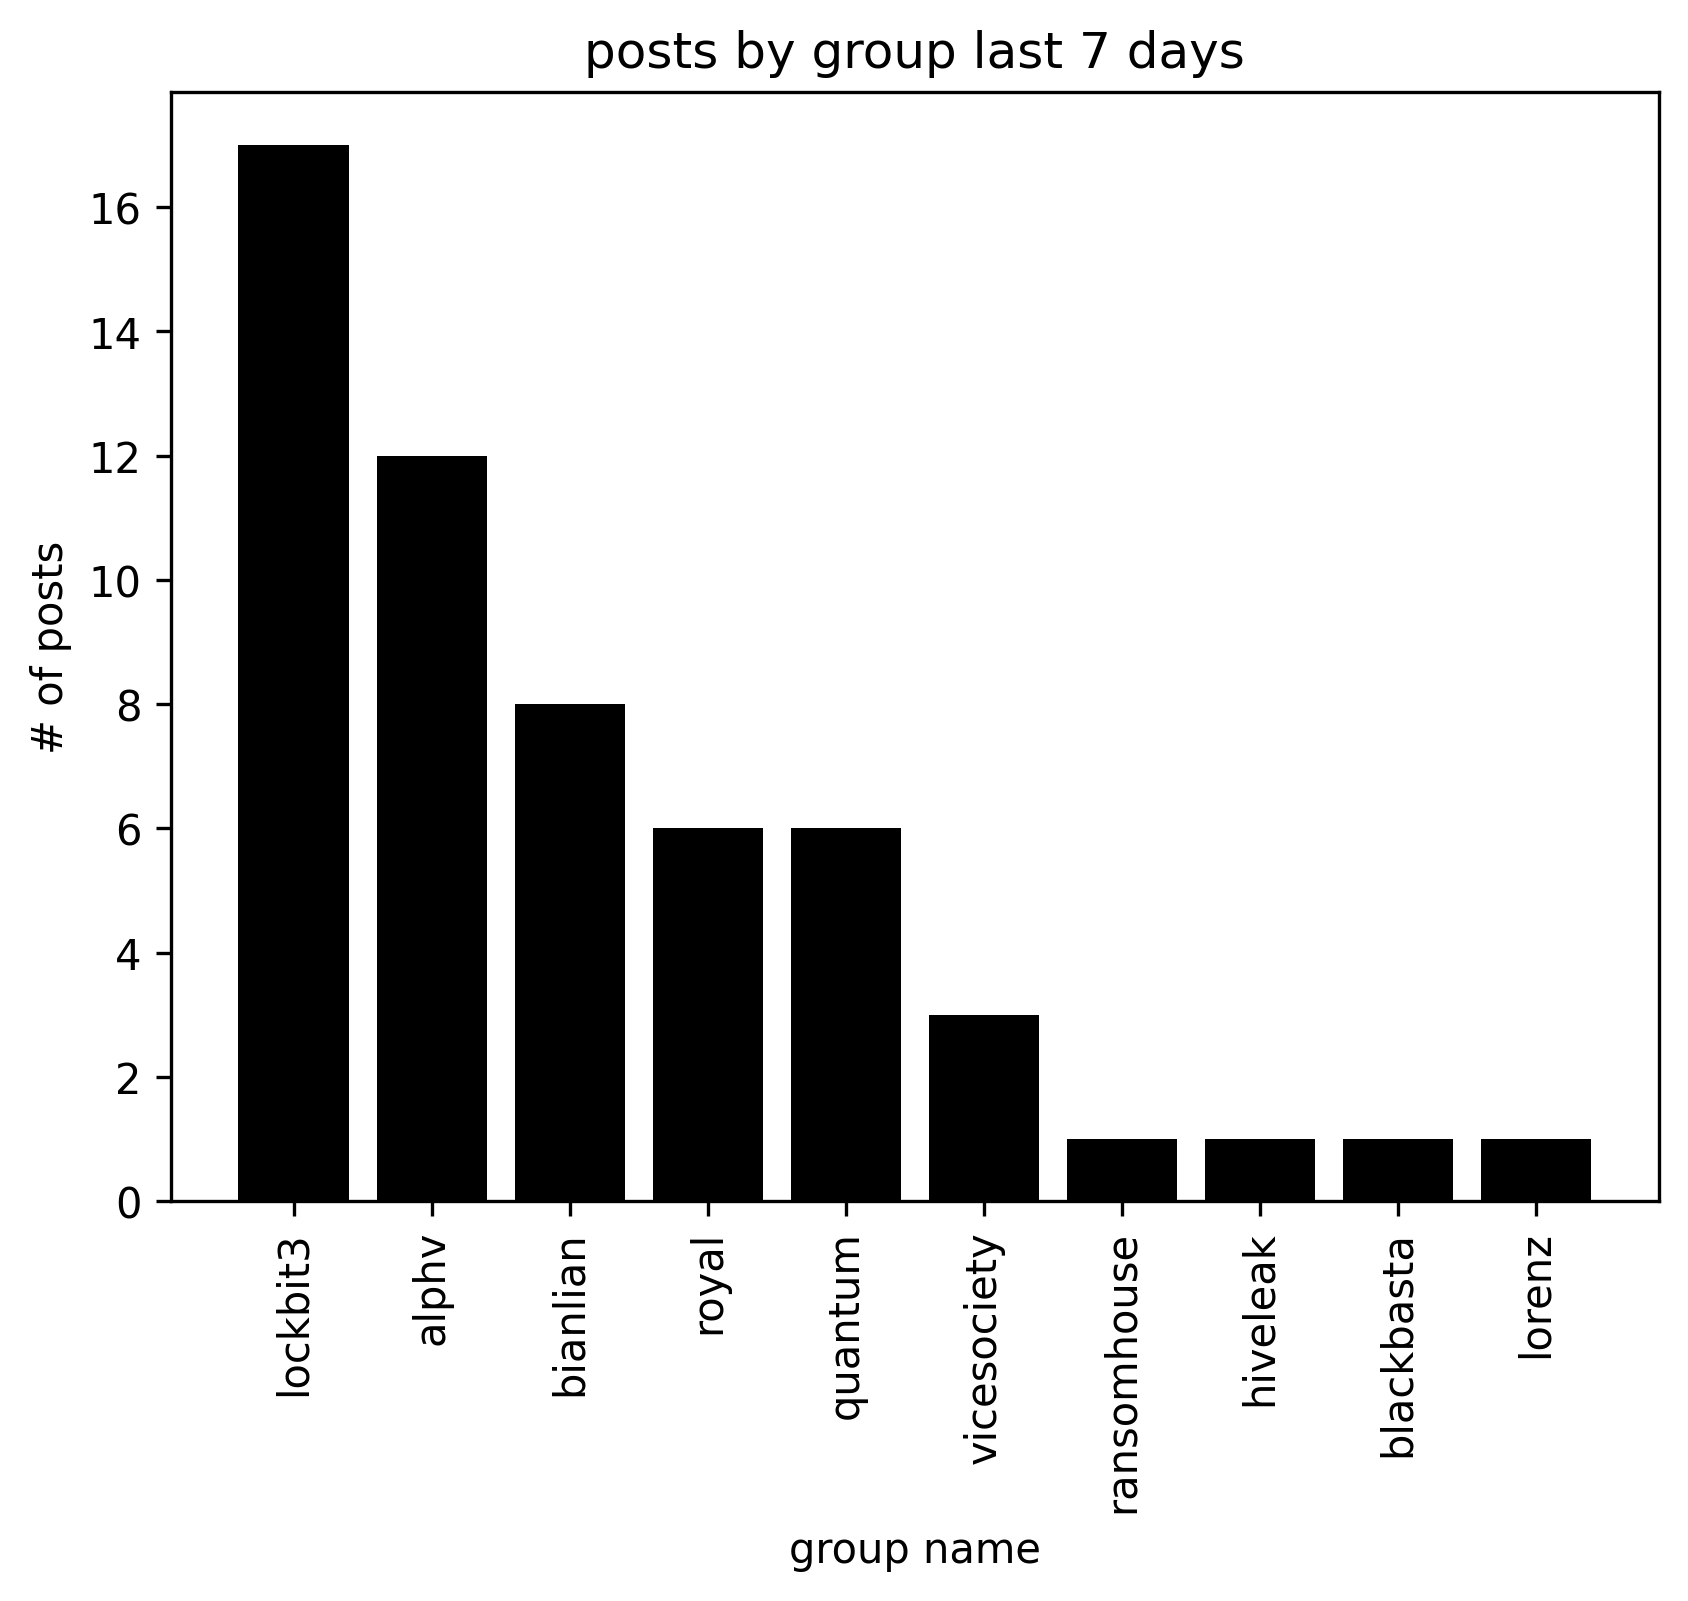 posts by group last 7 days
# of posts
16
14
12
10
8
6
4
2
0
lockbit3
alphv
bianlian
royal
quantum
vicesociety
ransomhouse
hiveleak
blackbasta
lorenz
group name